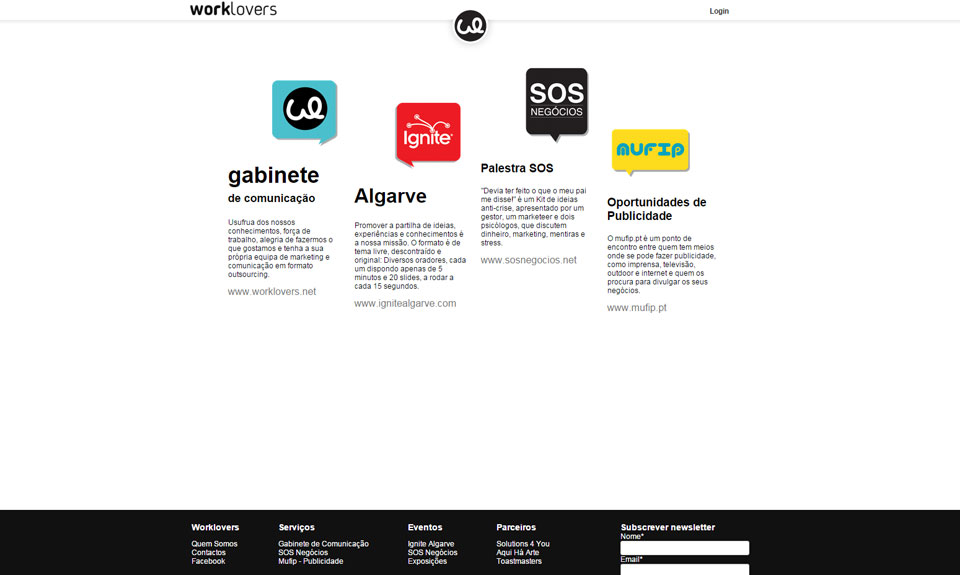 worklovers
Login
we
we
gabinete
de comunicação
Usufrua dos nossos
conhecimentos, força de
trabalho, alegria de fazermos o
que gostamos e tenha a sua
própria equipa de marketing e
comunicação em formato
outsourcing.
www.worklovers.net
Ignite
Algarve
Promover a partilha de ideias,
experiências e conhecimentos é
a nossa missão. O formato é de
tema livre, descontraído e
original: Diversos oradores, cada
um dispondo apenas de 5
minutos e 20 slides, a rodar a
cada 15 segundos.
www.ignitealgarve.com
SOS
NEGÓCIOS
Palestra SOS
"Devia ter feito o que o meu pai
me disse!" é um Kit de ideias
anti-crise, apresentado por um
gestor, um marketeer e dois
psicólogos, que discutem
dinheiro, marketing, mentiras e
stress.
www.sosnegocios.net
mufip
Oportunidades de
Publicidade
O mufip.pt é um ponto de
encontro entre quem tem meios
onde se pode fazer publicidade,
como imprensa, televisão,
outdoor e internet e quem os
procura para divulgar os seus
negócios.
www.mufip.pt
Worklovers
Quem Somos
Contactos
Facebook
Serviços
Gabinete de Comunicação
SOS Negócios
Mufip - Publicidade
Eventos
Ignite Algarve
SOS Negócios
Exposições
Parceiros
Solutions 4 You
Aqui Há Arte
Toastmasters
Subscrever newsletter
Nome*
Email*